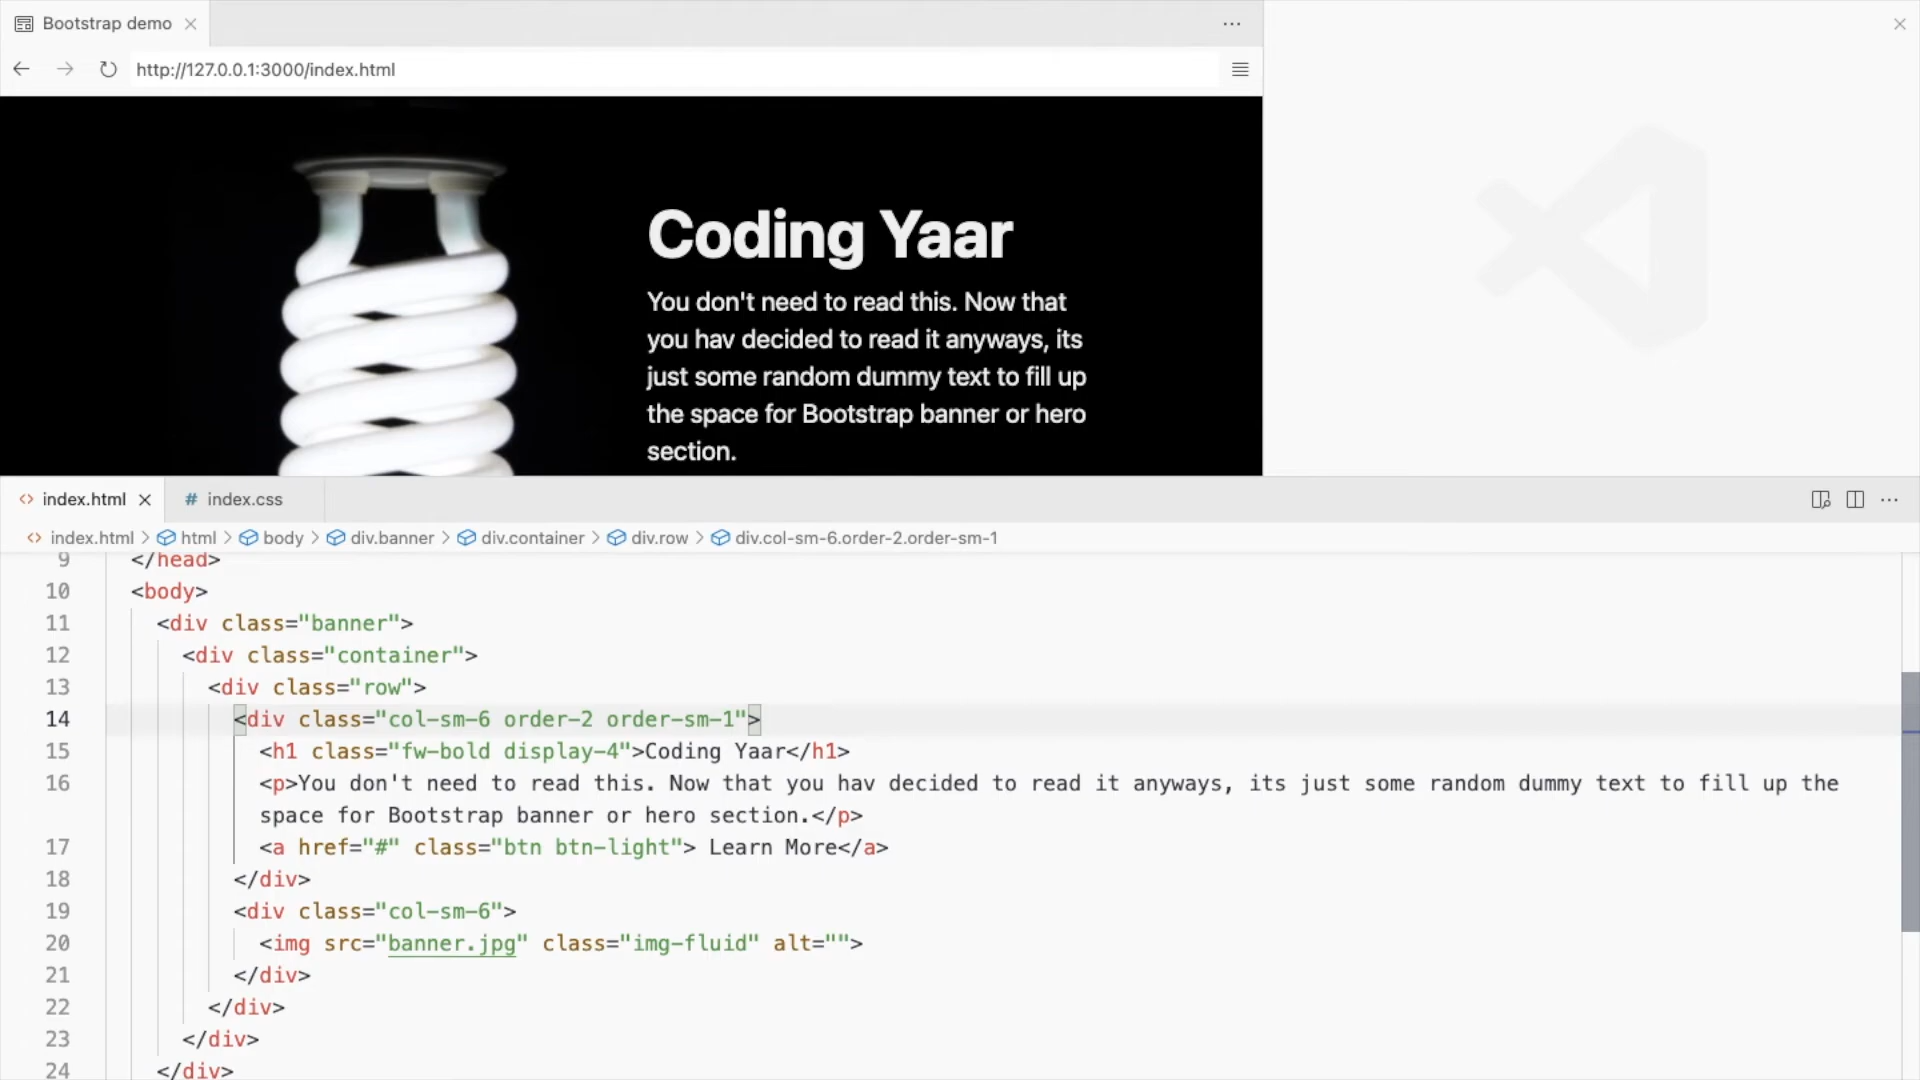 Bootstrap demo
http://127.0.0.1:3000/index.html
Coding Yaar
You don't need to read this. Now that
you hav decided to read it anyways, its
just some random dummy text to fill up
the space for Bootstrap banner or hero
section.
index.html
# index.css
index.html > html > body > div.banner > div.container > div.row > div.col-sm-6.order-2.order-sm-1
9 </head>
10 <body>
11 <div class="banner">
12 <div class="container">
13 <div class="row">
14 <div class="col-sm-6 order-2 order-sm-1">
15 <h1 class="fw-bold display-4">Coding Yaar</h1>
16 <p>You don't need to read this. Now that you hav decided to read it anyways, its just some random dummy text to fill up the
space for Bootstrap banner or hero section.</p>
17 <a href="#" class="btn btn-light"> Learn More</a>
18 </div>
19 <div class="col-sm-6">
20 <img src="banner.jpg" class="img-fluid" alt="">
21 </div>
22 </div>
23 </div>
24 </div>